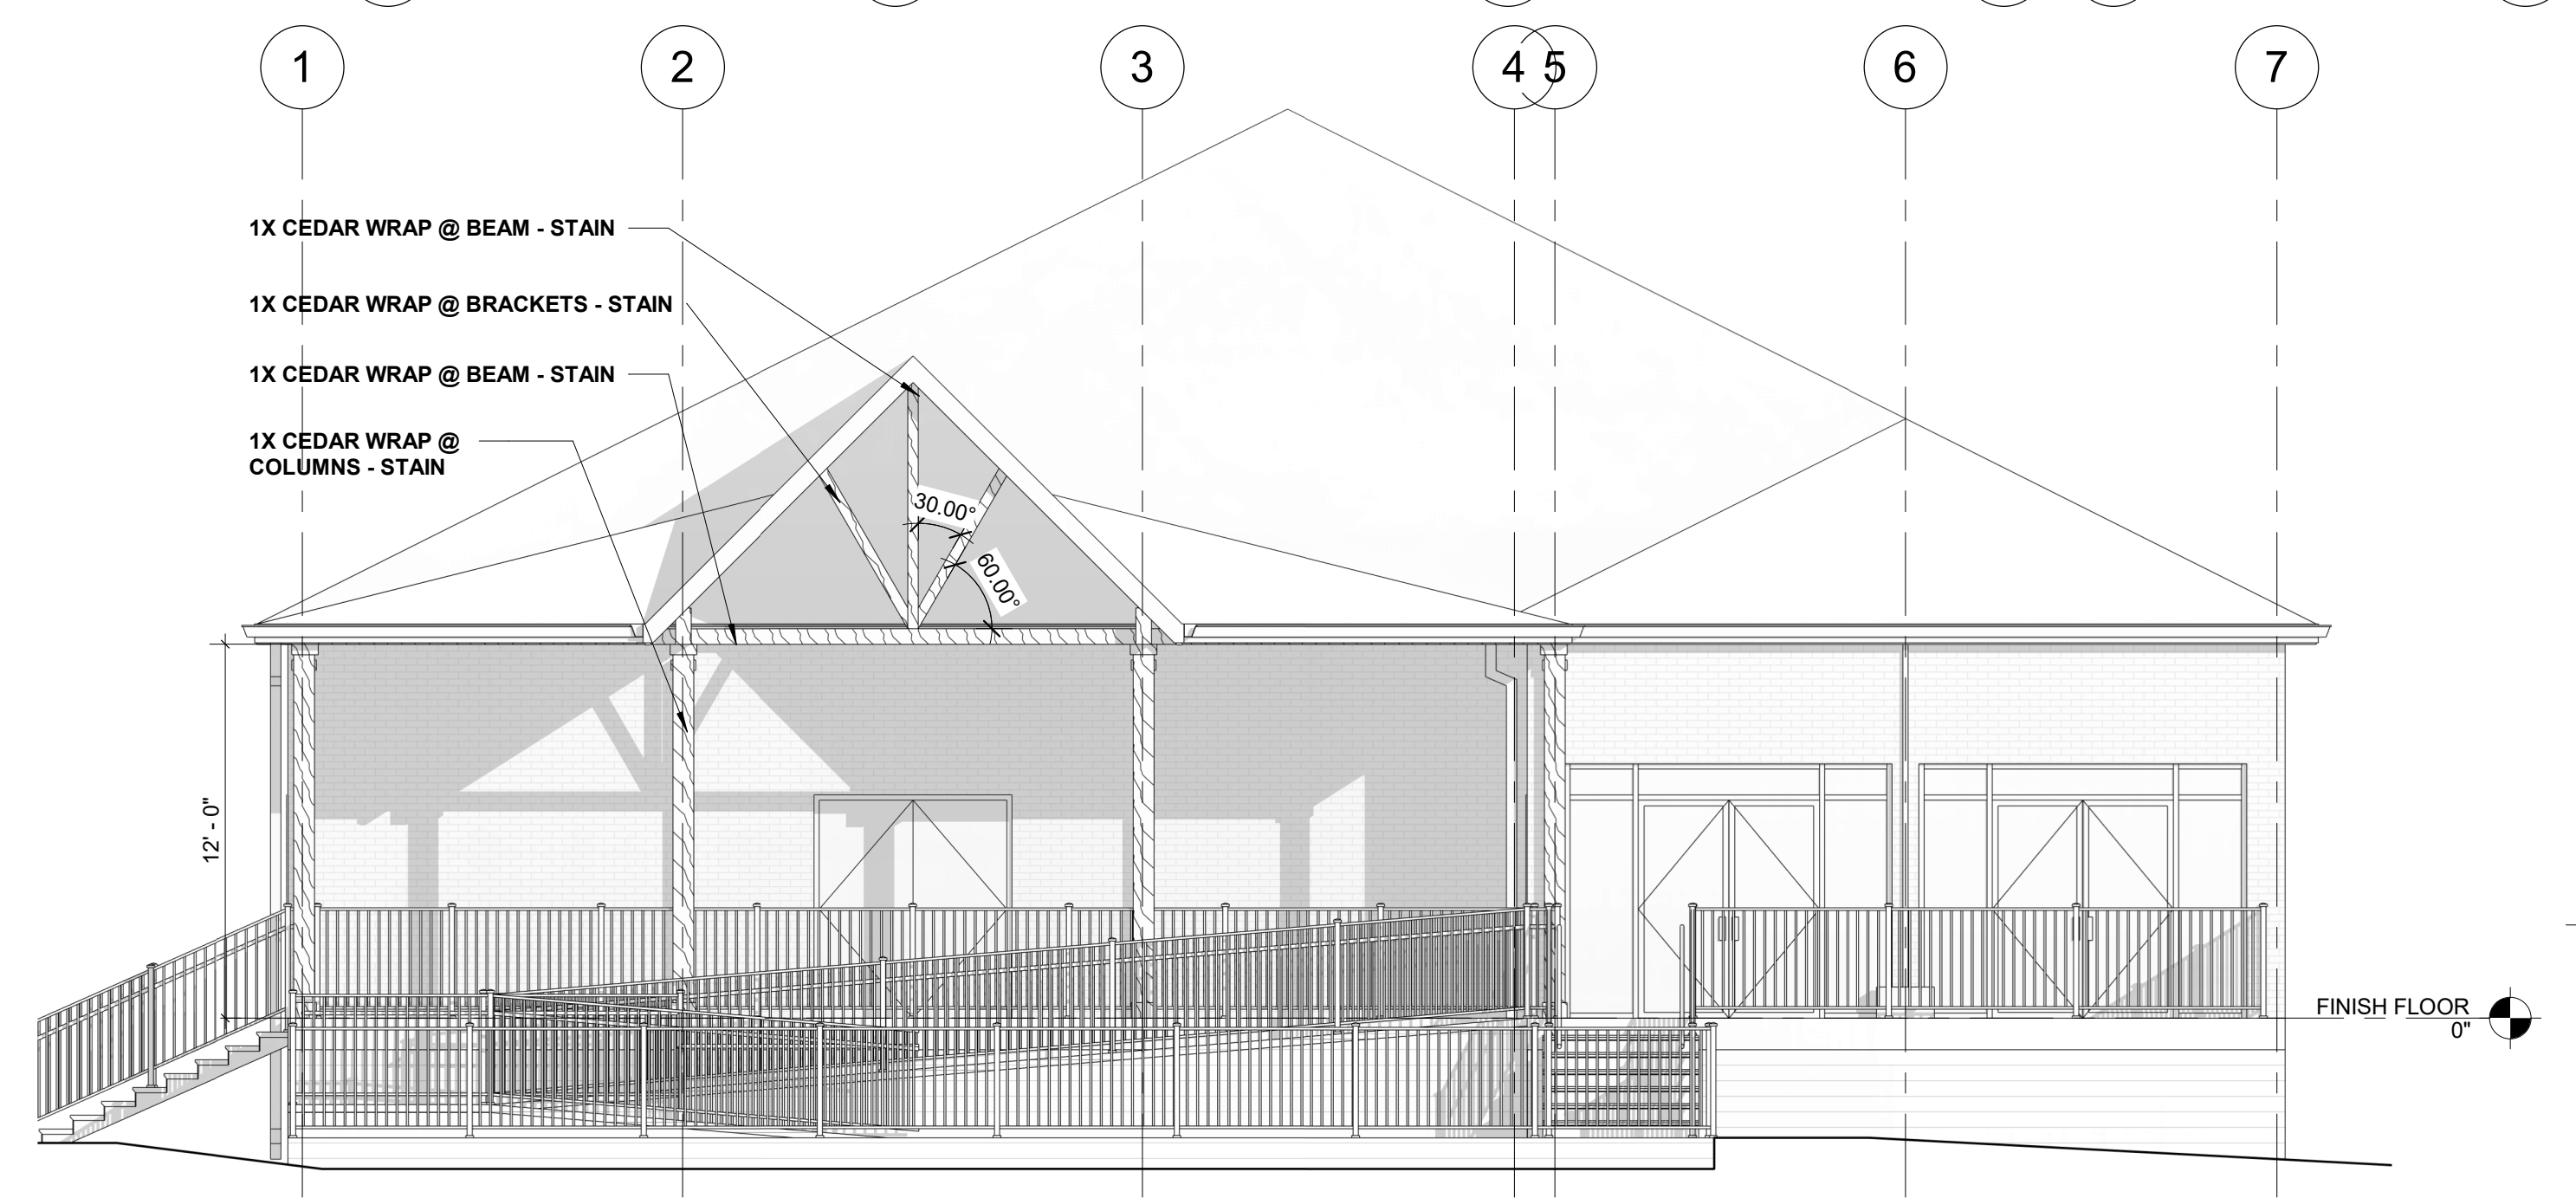 1
2
3
4
5
6
7
1X CEDAR WRAP @ BEAM - STAIN
1X CEDAR WRAP @ BRACKETS - STAIN
1X CEDAR WRAP @ BEAM - STAIN
1X CEDAR WRAP @
COLUMNS - STAIN
30.00°
60.00°
12' - 0"
FINISH FLOOR
0"